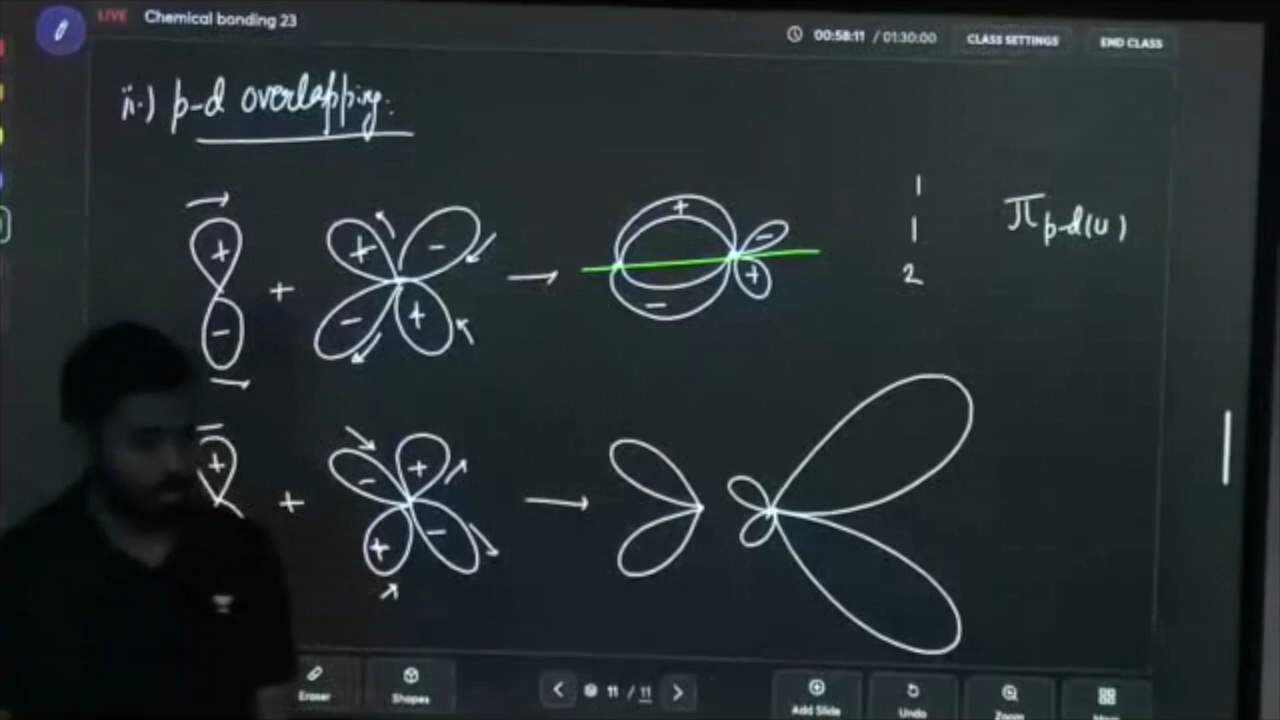 LIVE Chemical bonding 23
00:58:11 / 01:30:00 CLASS SETTINGS END CLASS
ii.) p-d overlapping.
+ + - + - 1 π p-d(u)
- + - + → - + 1
2
+ + - + →
+ -
Eraser Shapes < 11 / 11 > Add Slide Undo Zoom